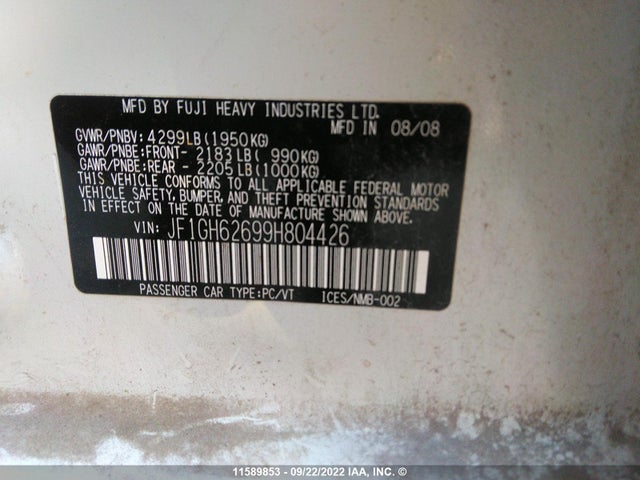 MFD BY FUJI HEAVY INDUSTRIES LTD.
MFD IN 08/08
GVWR/PNBV: 4299LB(1950KG)
GAWR/PNBE:FRONT- 2183LB( 990KG)
GAWR/PNBE:REAR - 2205LB(1000KG)
THIS VEHICLE CONFORMS TO ALL APPLICABLE FEDERAL MOTOR
VEHICLE SAFETY, BUMPER, AND THEFT PREVENTION STANDARDS
IN EFFECT ON THE DATE OF MANUFACTURE SHOWN ABOVE.
VIN: JF1GH62699H804426
PASSENGER CAR TYPE:PC/VT ICES/NMB-002
11589853 - 09/22/2022 IAA, INC. ©